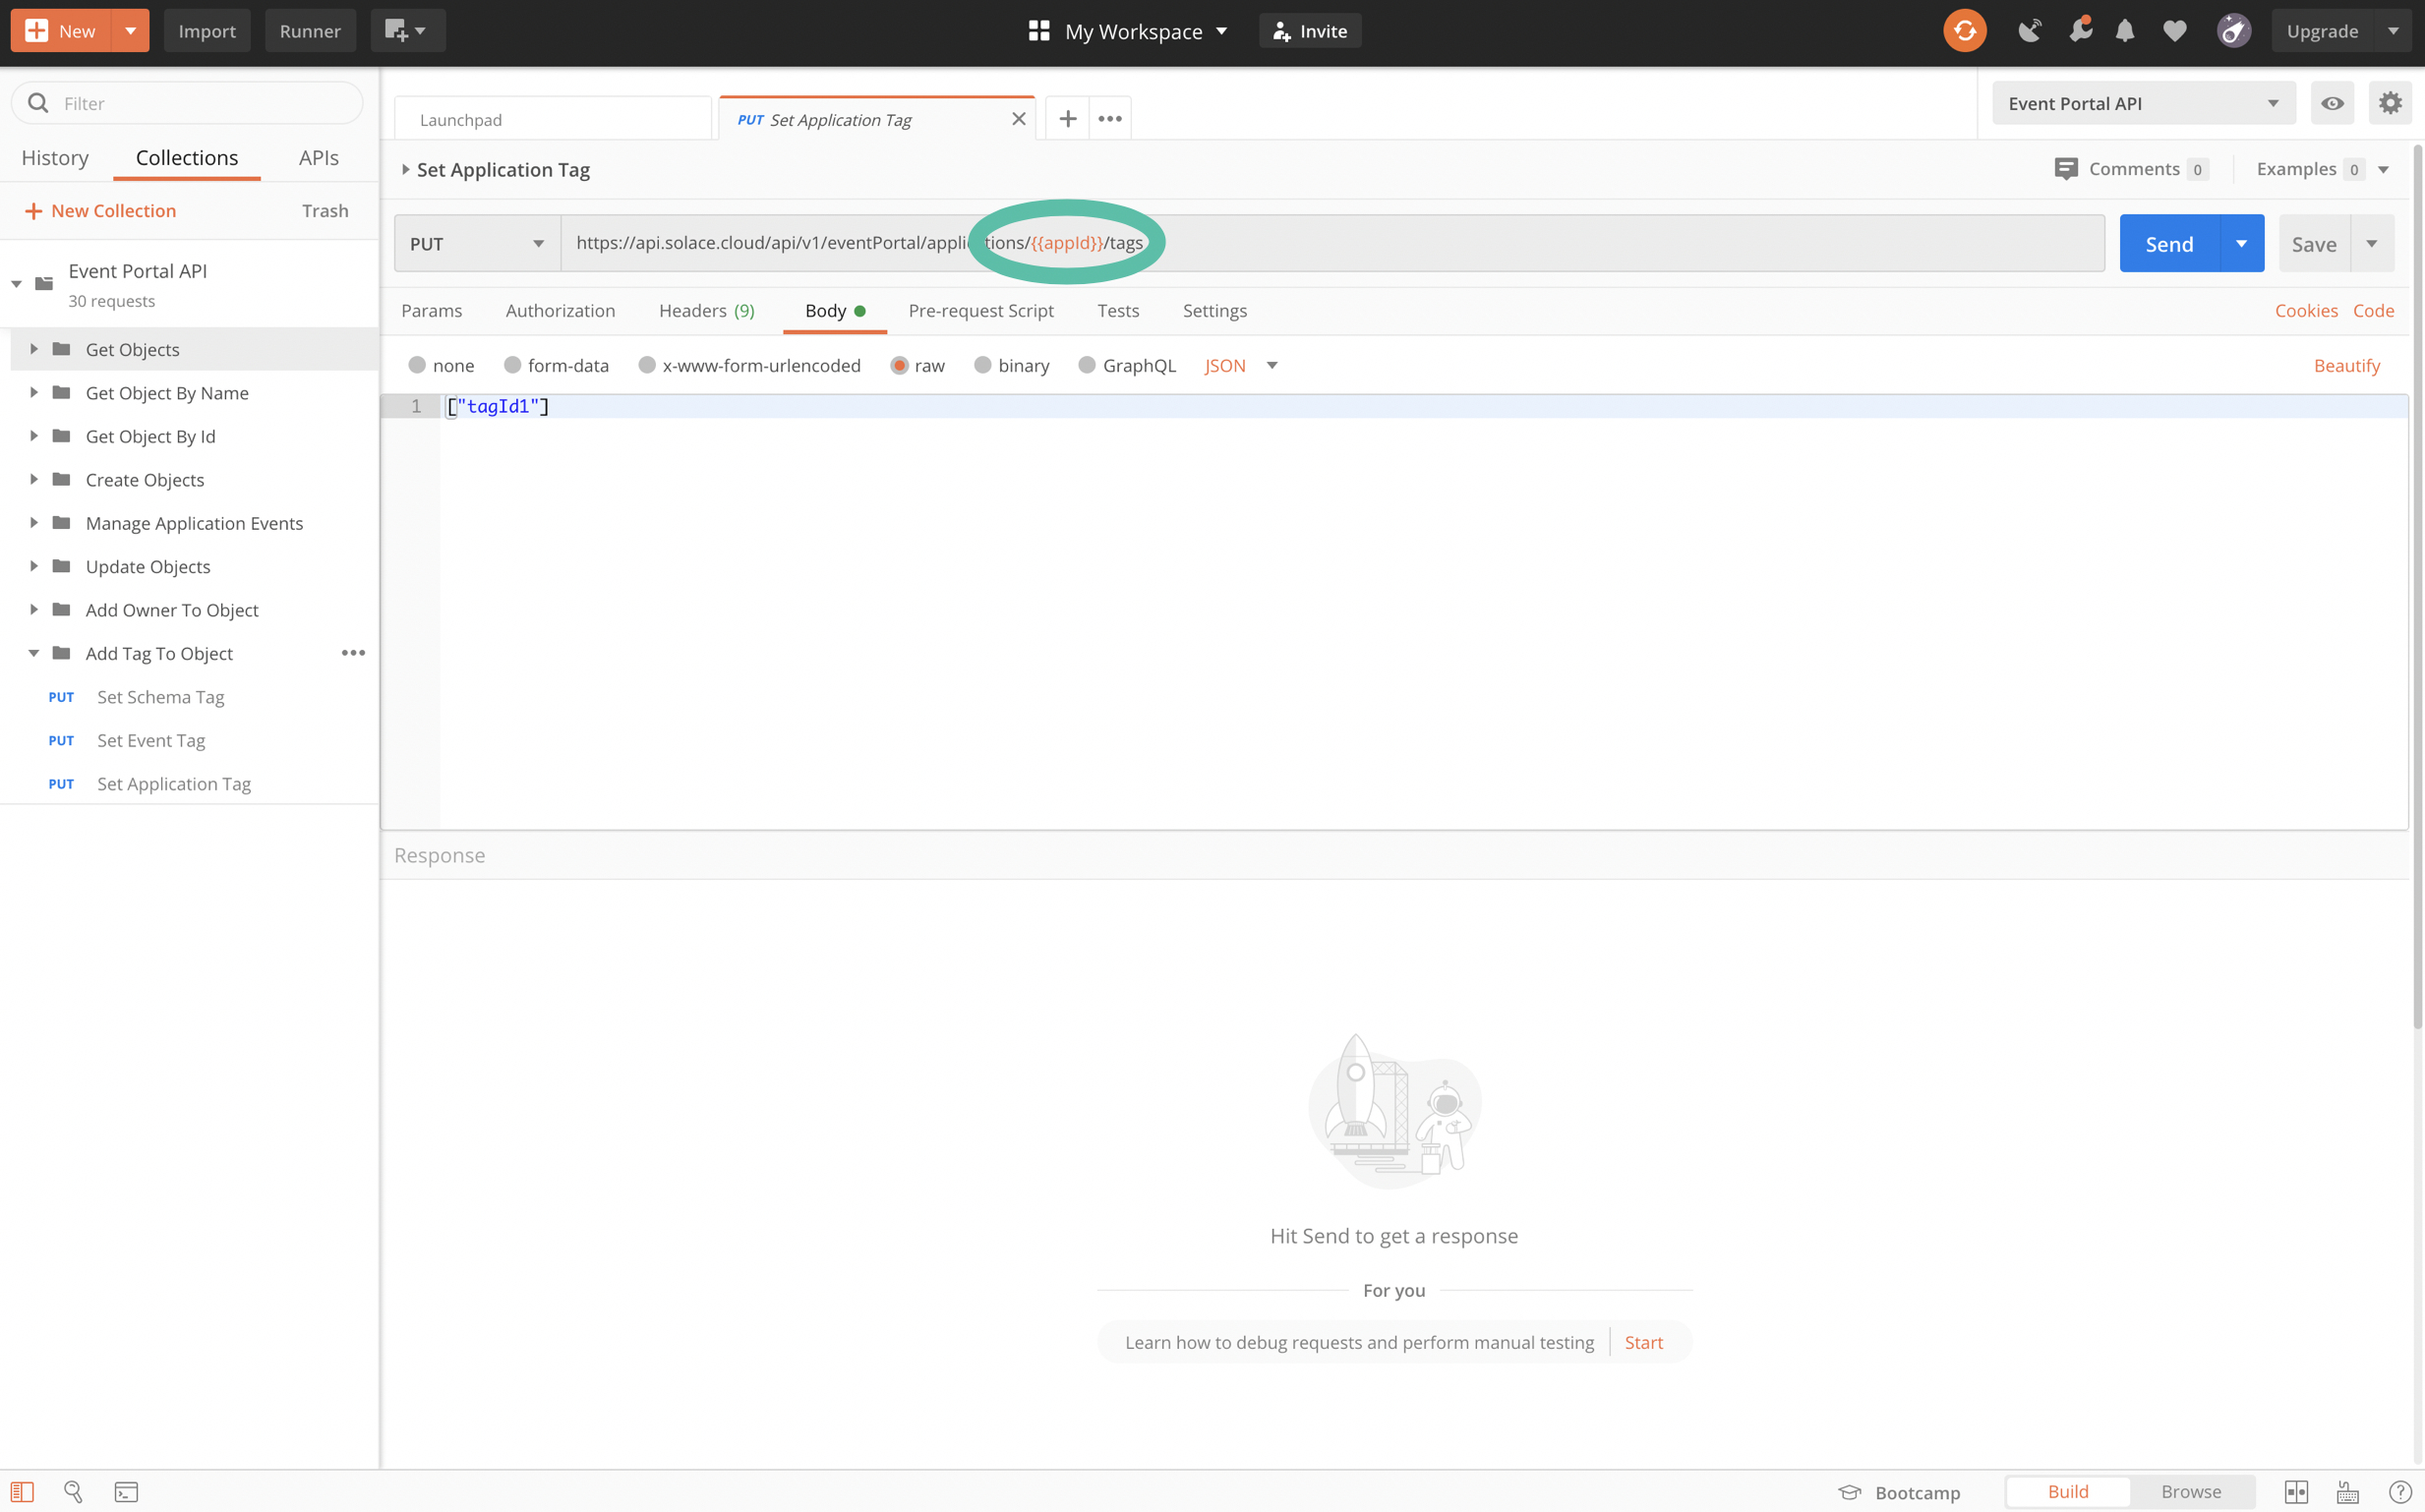 New
Import
Runner
My Workspace
Invite
Upgrade
Filter
Launchpad
PUT Set Application Tag
Event Portal API
History
Collections
APIs
Set Application Tag
Comments 0
Examples 0
New Collection
Trash
PUT
https://api.solace.cloud/api/v1/eventPortal/applications/{{appId}}/tags
Send
Save
Event Portal API
30 requests
Params
Authorization
Headers (9)
Body
Pre-request Script
Tests
Settings
Cookies
Code
Get Objects
none
form-data
x-www-form-urlencoded
raw
binary
GraphQL
JSON
Beautify
Get Object By Name
1
["tagId1"]
Get Object By Id
Create Objects
Manage Application Events
Update Objects
Add Owner To Object
Add Tag To Object
PUT Set Schema Tag
PUT Set Event Tag
PUT Set Application Tag
Response
Hit Send to get a response
For you
Learn how to debug requests and perform manual testing
Start
Bootcamp
Build
Browse